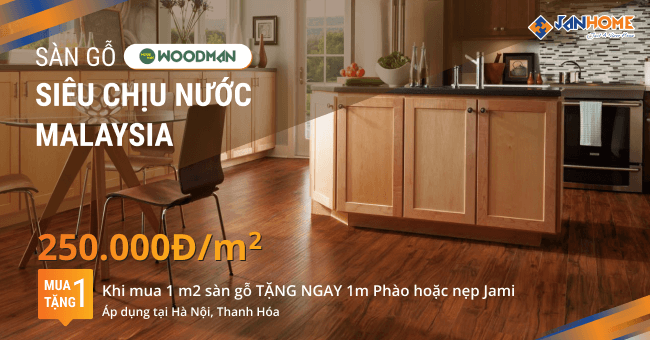 JANHOME
SÀN GỖ WOODMAN
SIÊU CHỊU NƯỚC
MALAYSIA
250.000Đ/m²
MUA 1
TẶNG 1
Khi mua 1 m2 sàn gỗ TẶNG NGAY 1m Phào hoặc nẹp Jami
Áp dụng tại Hà Nội, Thanh Hóa